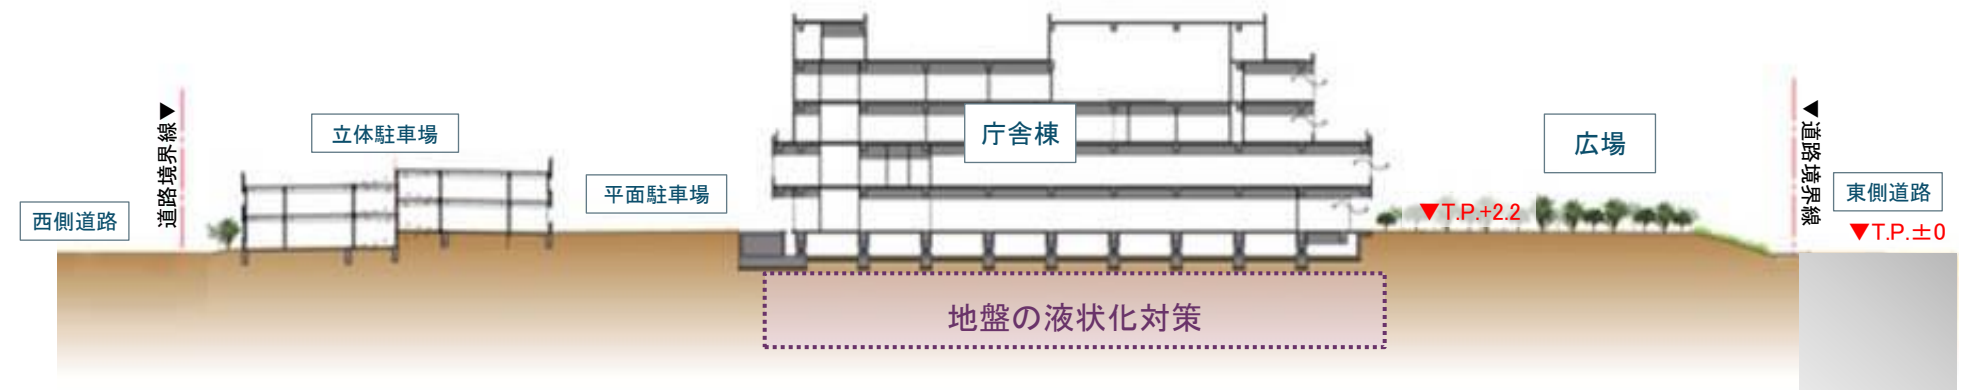 西側道路
道路境界線▼
立体駐車場
平面駐車場
庁舎棟
地盤の液状化対策
▼T.P.+2.2
広場
▼道路境界線
東側道路
▼T.P.±0